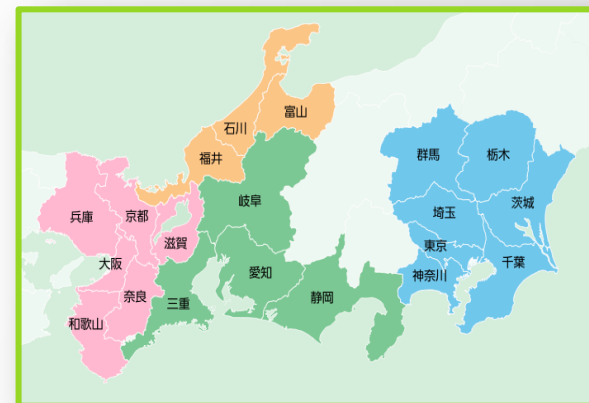 富山
石川
福井
群馬
栃木
岐阜
茨城
埼玉
兵庫
京都
滋賀
東京
大阪
千葉
愛知
神奈川
奈良
静岡
三重
和歌山